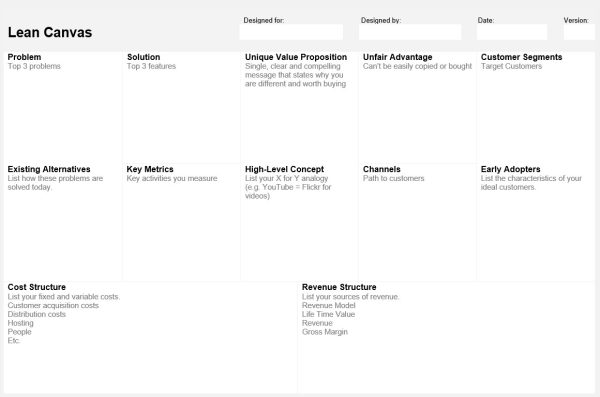 Lean Canvas
Designed for:
Designed by:
Date:
Version:
Problem
Top 3 problems
Solution
Top 3 features
Unique Value Proposition
Single, clear and compelling
message that states why you
are different and worth buying
Unfair Advantage
Can't be easily copied or bought
Customer Segments
Target Customers
Existing Alternatives
List how these problems are
solved today.
Key Metrics
Key activities you measure
High-Level Concept
List your X for Y analogy
(e.g. YouTube = Flickr for
videos)
Channels
Path to customers
Early Adopters
List the characteristics of your
ideal customers.
Cost Structure
List your fixed and variable costs.
Customer acquisition costs
Distribution costs
Hosting
People
Etc.
Revenue Structure
List your sources of revenue.
Revenue Model
Life Time Value
Revenue
Gross Margin